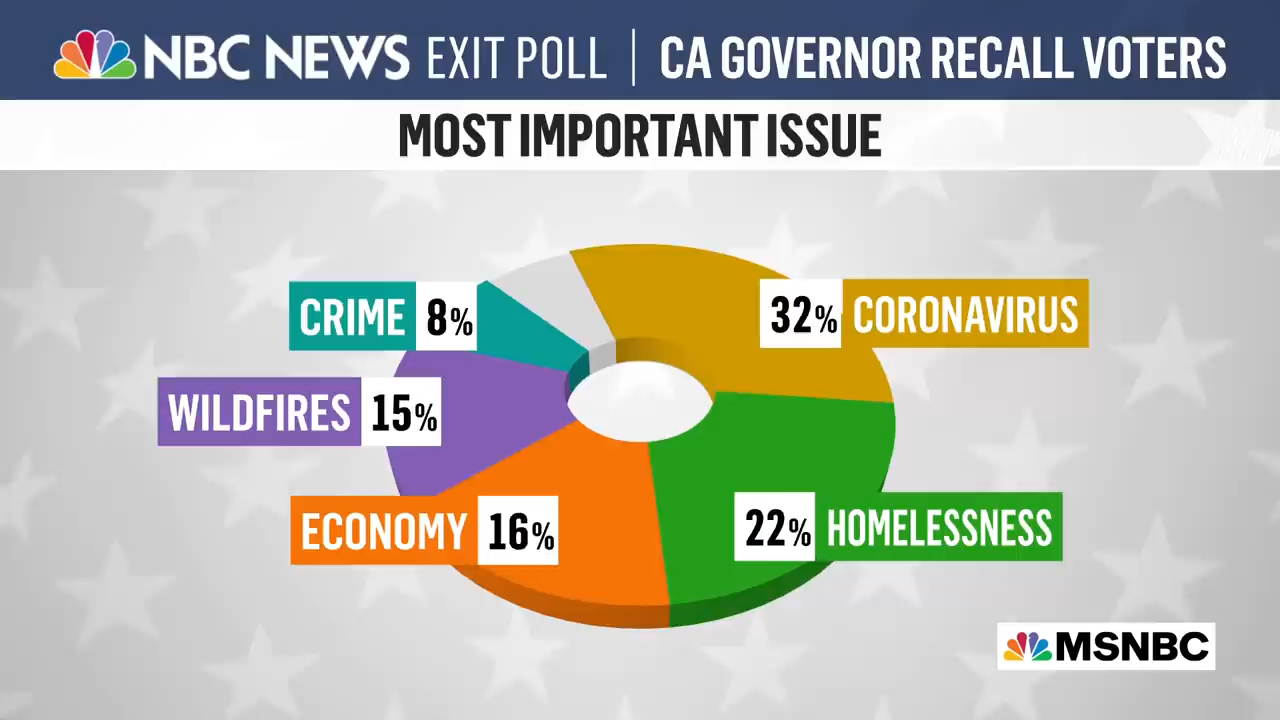 NBC NEWS EXIT POLL | CA GOVERNOR RECALL VOTERS
MOST IMPORTANT ISSUE
CRIME 8%
32% CORONAVIRUS
WILDFIRES 15%
ECONOMY 16%
22% HOMELESSNESS
MSNBC